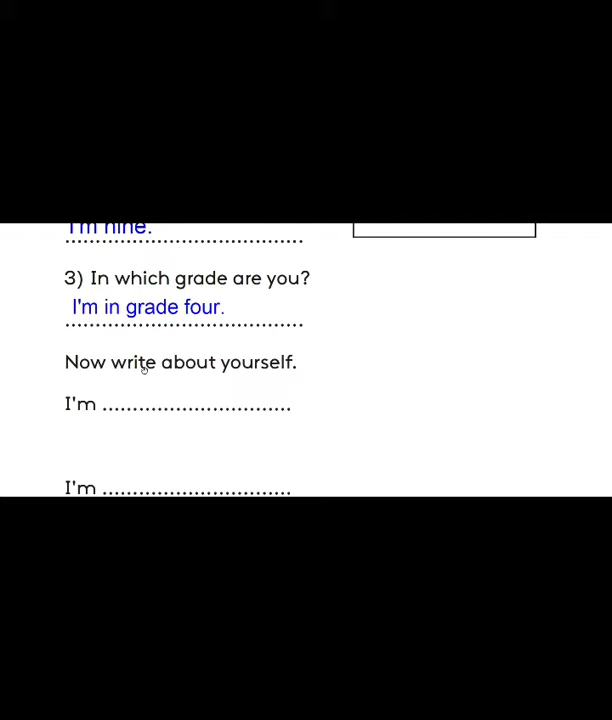 I'm nine.
........................................
3) In which grade are you?
I'm in grade four.
........................................
Now write about yourself.
I'm ................................
I'm ................................